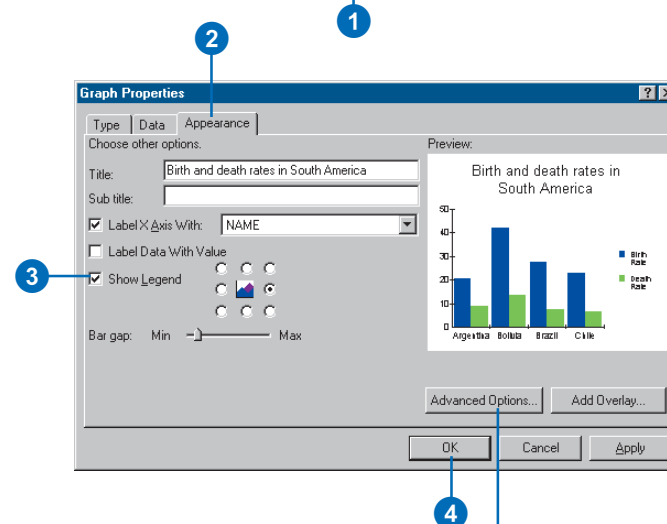 1
2
Graph Properties
Type Data Appearance
Choose other options.
Title: Birth and death rates in South America
Sub title:
Label X Axis With: NAME
Label Data With Value
3
Show Legend
Bar gap: Min Max
Preview:
Birth and death rates in
South America
50
40
30
20
10
0
Argentina Bolivia Brazil Chile
Birth
Rate
Death
Rate
Advanced Options... Add Overlay...
OK Cancel Apply
4